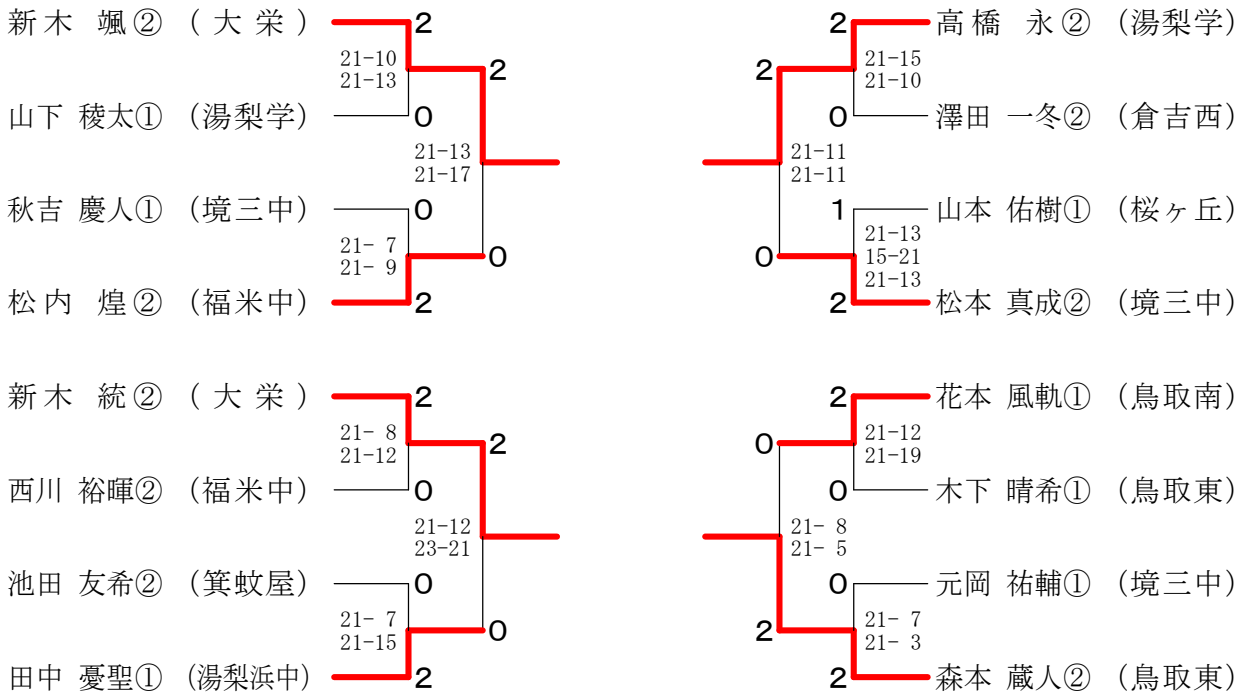 新木 颯② （大栄） 2
21-10
21-13
2
山下 稜太① （湯梨学） 0
21-13
21-17
秋吉 慶人① （境三中） 0
21- 7
21- 9
0
松内 煌② （福米中） 2
2 高橋 永② （湯梨学）
2
21-15
21-10
0 澤田 一冬② （倉吉西）
21-11
21-11
1 山本 佑樹① （桜ヶ丘）
0
21-13
15-21
21-13
2 松本 真成② （境三中）
新木 統② （大栄） 2
21- 8
21-12
2
西川 裕暉② （福米中） 0
21-12
23-21
池田 友希② （箕蚊屋） 0
21- 7
21-15
0
田中 憂聖① （湯梨浜中） 2
2 花本 風軌① （鳥取南）
0
21-12
21-19
0 木下 晴希① （鳥取東）
21- 8
21- 5
0 元岡 祐輔① （境三中）
2
21- 7
21- 3
2 森本 蔵人② （鳥取東）